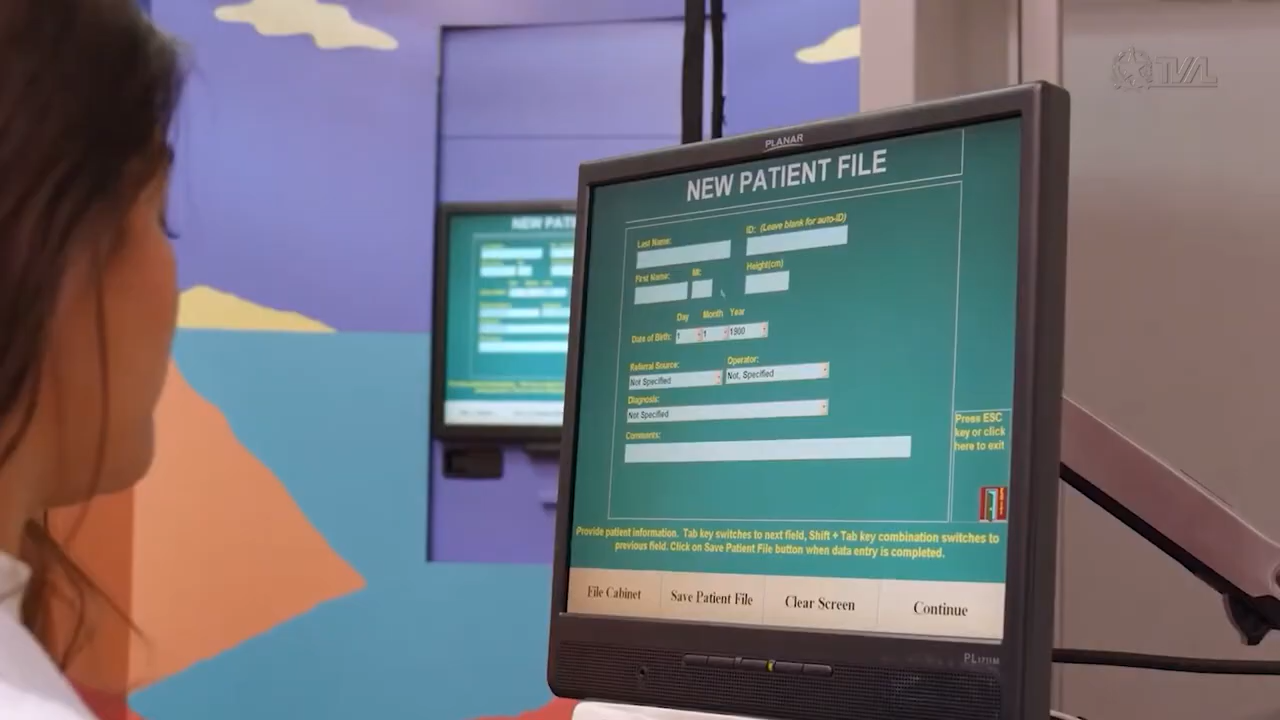 TVAL
PLANAR
NEW PATIENT FILE
NEW PATI
Last Name:
ID: (Leave blank for auto-ID)
First Name:
MI:
Height(cm)
Day Month Year
Date of Birth: 1 1 1900
Referral Source:
Operator:
Not Specified
Not, Specified
Diagnosis:
Not Specified
Comments:
Press ESC
key or click
here to exit
Provide patient information. Tab key switches to next field, Shift + Tab key combination switches to
previous field. Click on Save Patient File button when data entry is completed.
File Cabinet
Save Patient File
Clear Screen
Continue
PL1711M